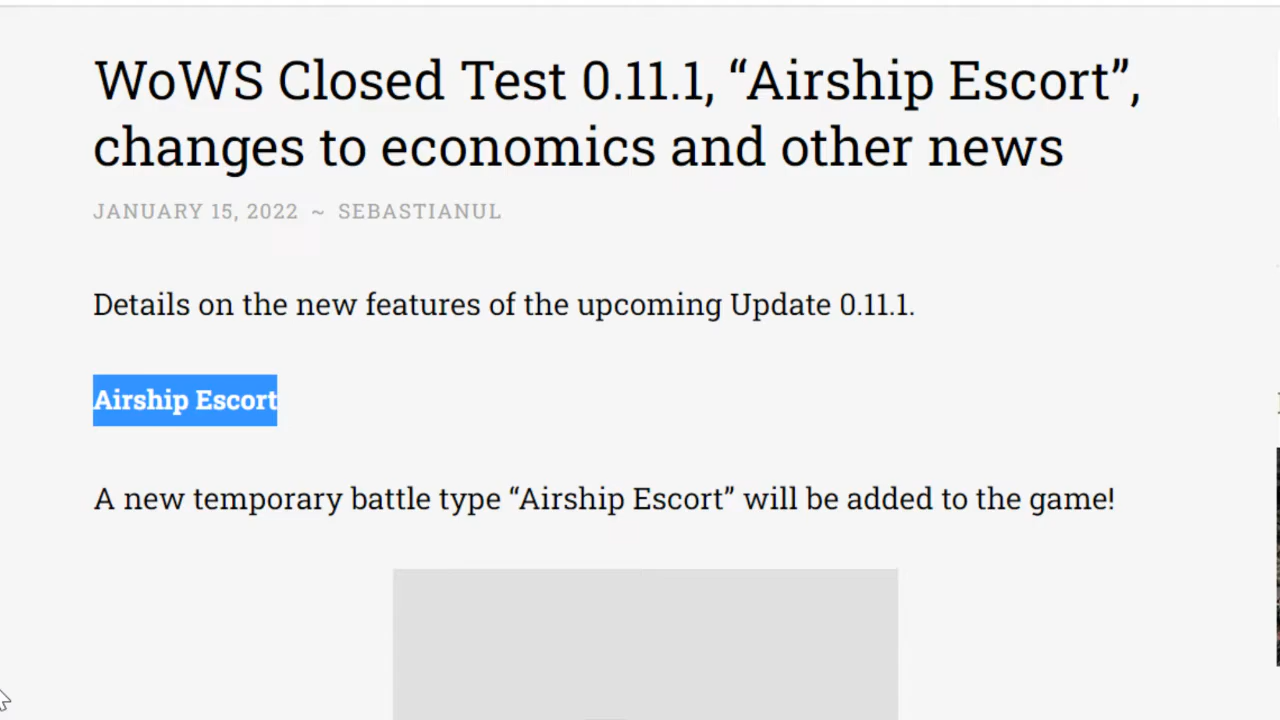 WoWS Closed Test 0.11.1, “Airship Escort”,
changes to economics and other news
JANUARY 15, 2022 ~ SEBASTIANUL
Details on the new features of the upcoming Update 0.11.1.
Airship Escort
A new temporary battle type “Airship Escort” will be added to the game!